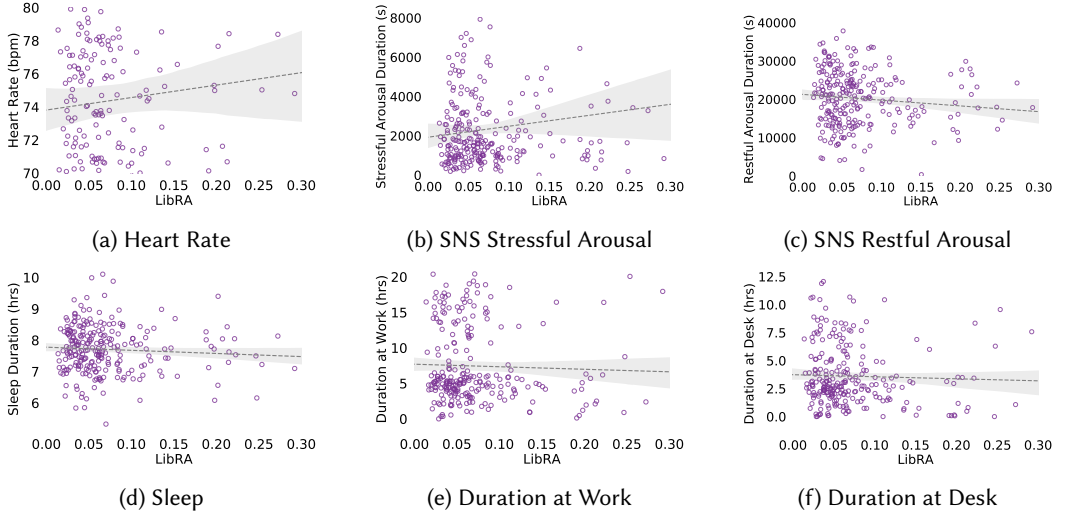 Heart Rate (bpm)
80
78
76
74
72
70
0.00 0.05 0.10 0.15 0.20 0.25 0.30
LibRA
(a) Heart Rate
Stressful Arousal Duration (s)
8000
6000
4000
2000
0
0.00 0.05 0.10 0.15 0.20 0.25 0.30
LibRA
(b) SNS Stressful Arousal
Restful Arousal Duration (s)
40000
30000
20000
10000
0
0.00 0.05 0.10 0.15 0.20 0.25 0.30
LibRA
(c) SNS Restful Arousal
Sleep Duration (hrs)
10
9
8
7
6
0.00 0.05 0.10 0.15 0.20 0.25 0.30
LibRA
(d) Sleep
Duration at Work (hrs)
20
15
10
5
0
0.00 0.05 0.10 0.15 0.20 0.25 0.30
LibRA
(e) Duration at Work
Duration at Desk (hrs)
12.5
10.0
7.5
5.0
2.5
0.0
0.00 0.05 0.10 0.15 0.20 0.25 0.30
LibRA
(f) Duration at Desk